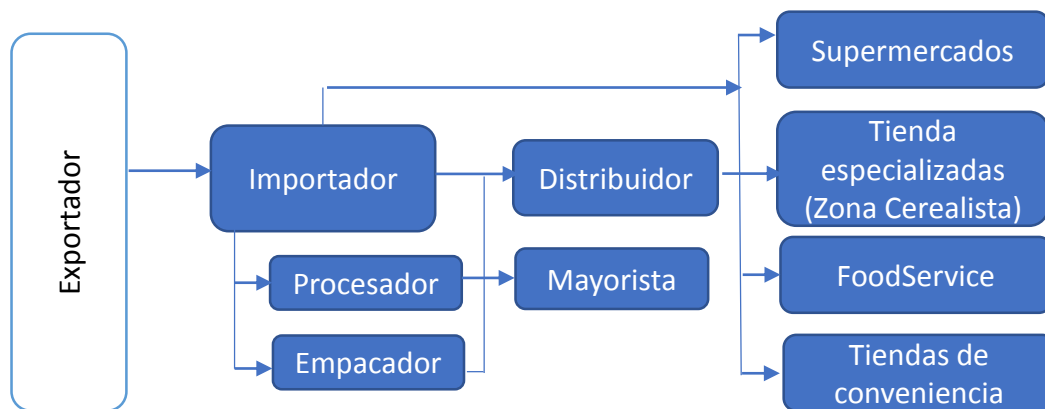 Exportador
Importador
Procesador
Empacador
Distribuidor
Mayorista
Supermercados
Tienda
especializadas
(Zona Cerealista)
FoodService
Tiendas de
conveniencia